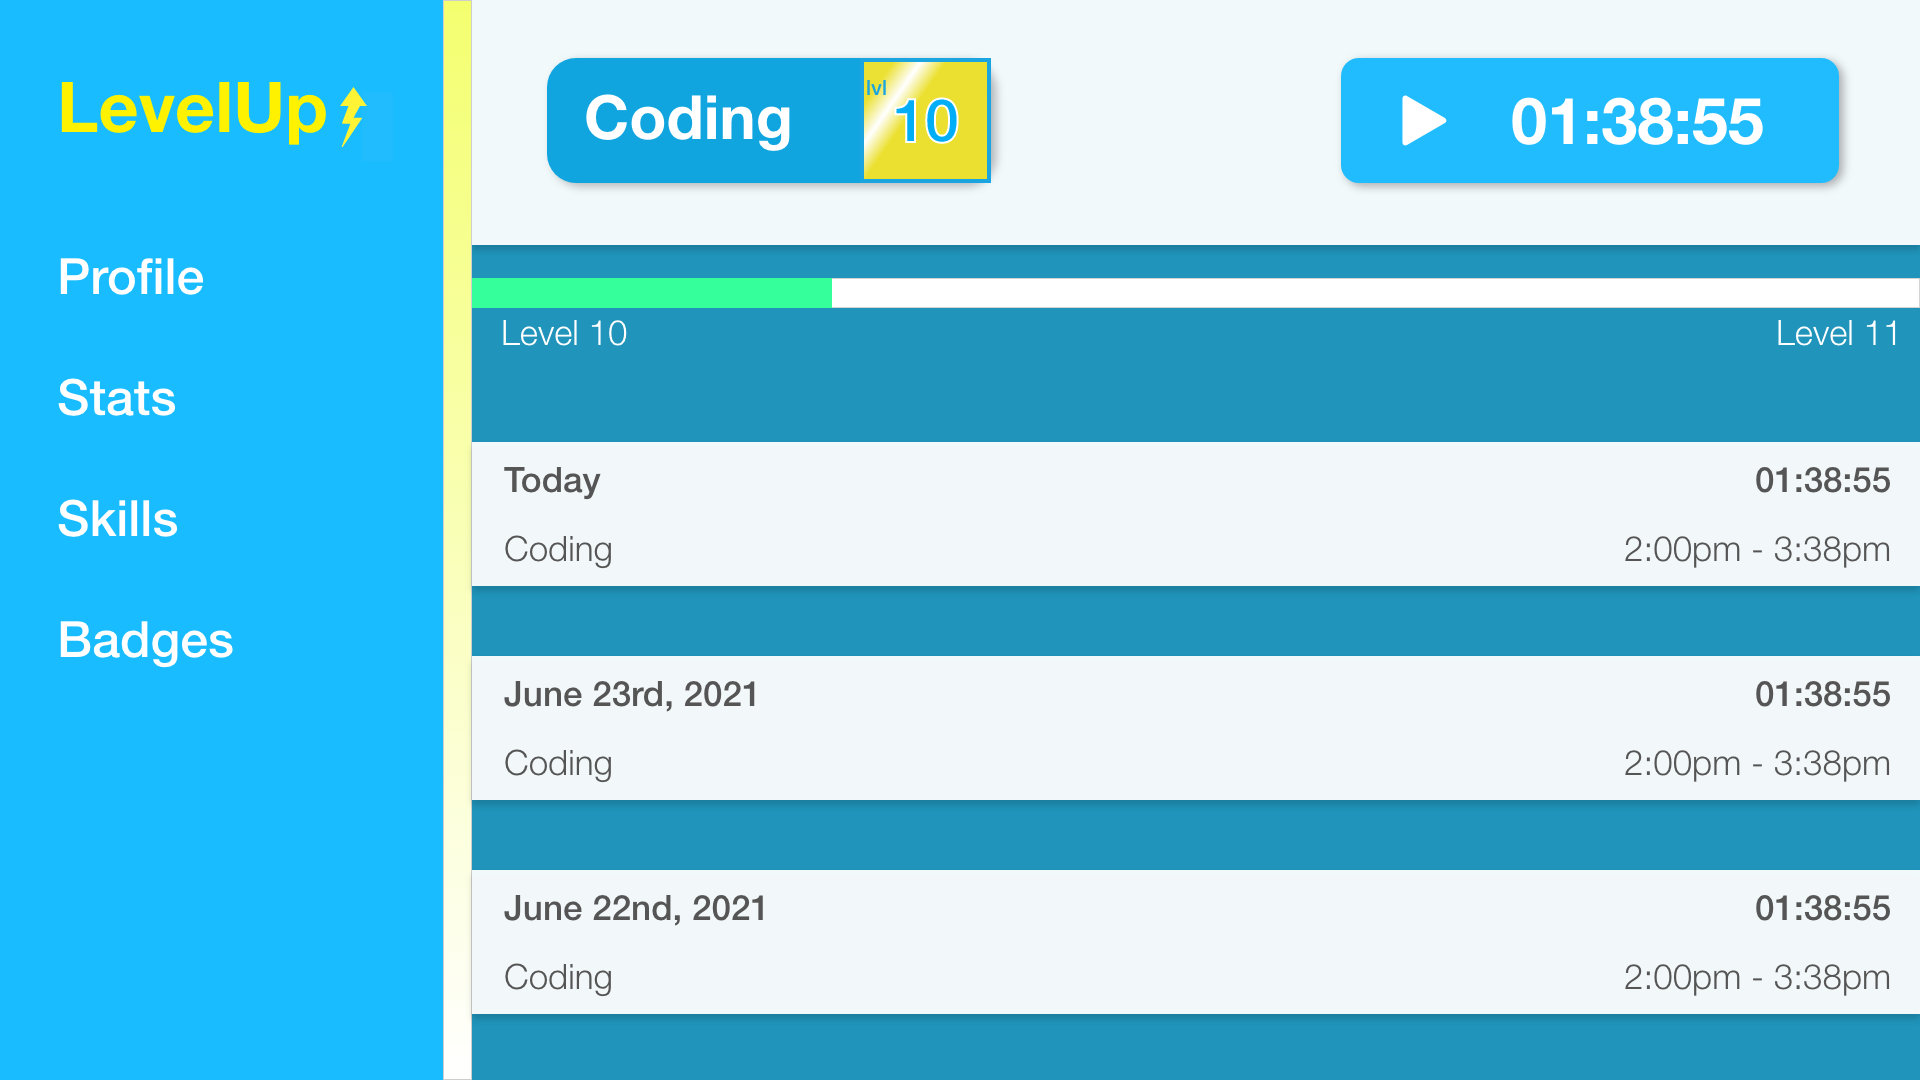 LevelUp
Profile
Stats
Skills
Badges
Coding
lvl
10
01:38:55
Level 10
Level 11
Today
01:38:55
Coding
2:00pm - 3:38pm
June 23rd, 2021
01:38:55
Coding
2:00pm - 3:38pm
June 22nd, 2021
01:38:55
Coding
2:00pm - 3:38pm